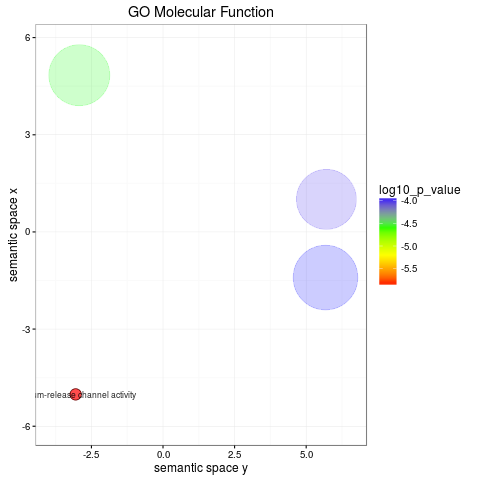 GO Molecular Function
6
3
0
-3
-6
semantic space x
-release channel activity
-2.5
0.0
2.5
5.0
semantic space y
log10_p_value
-4.0
-4.5
-5.0
-5.5